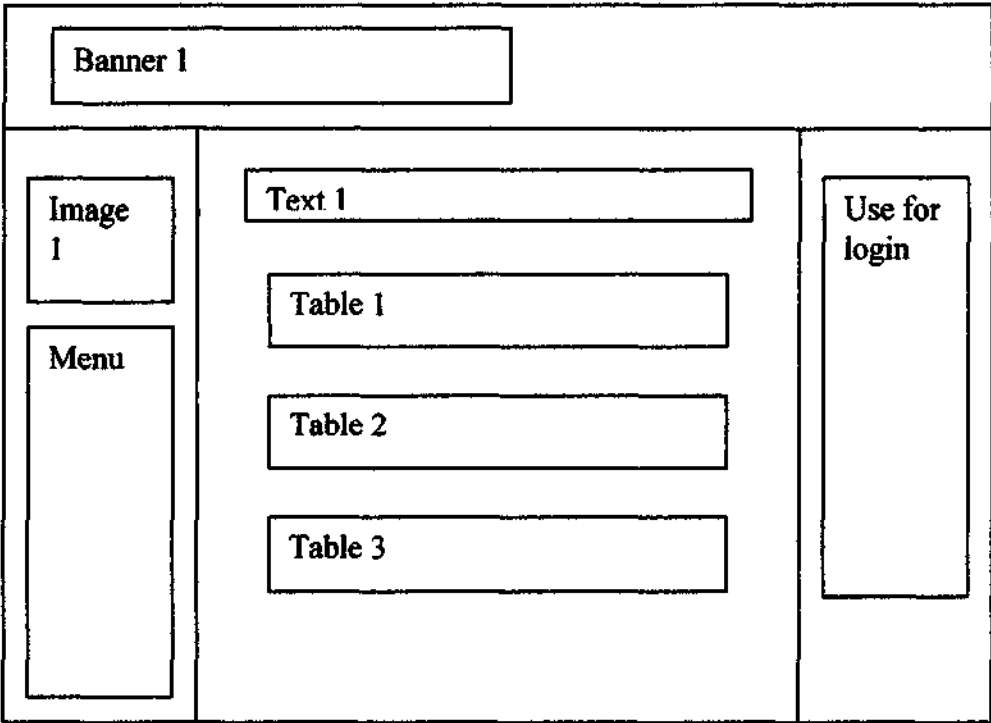 Banner 1
Image
1
Menu
Text 1
Table 1
Table 2
Table 3
Use for
login